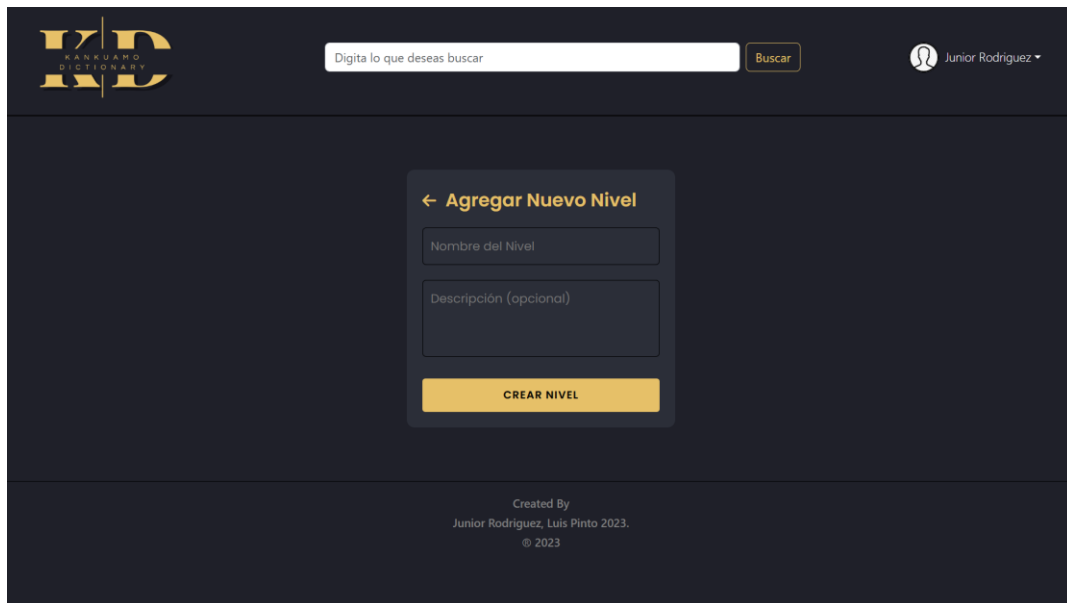 KD
KANKUAMO
DICTIONARY
Digita lo que deseas buscar
Buscar
Junior Rodriguez
← Agregar Nuevo Nivel
Nombre del Nivel
Descripción (opcional)
CREAR NIVEL
Created By
Junior Rodriguez, Luis Pinto 2023.
® 2023